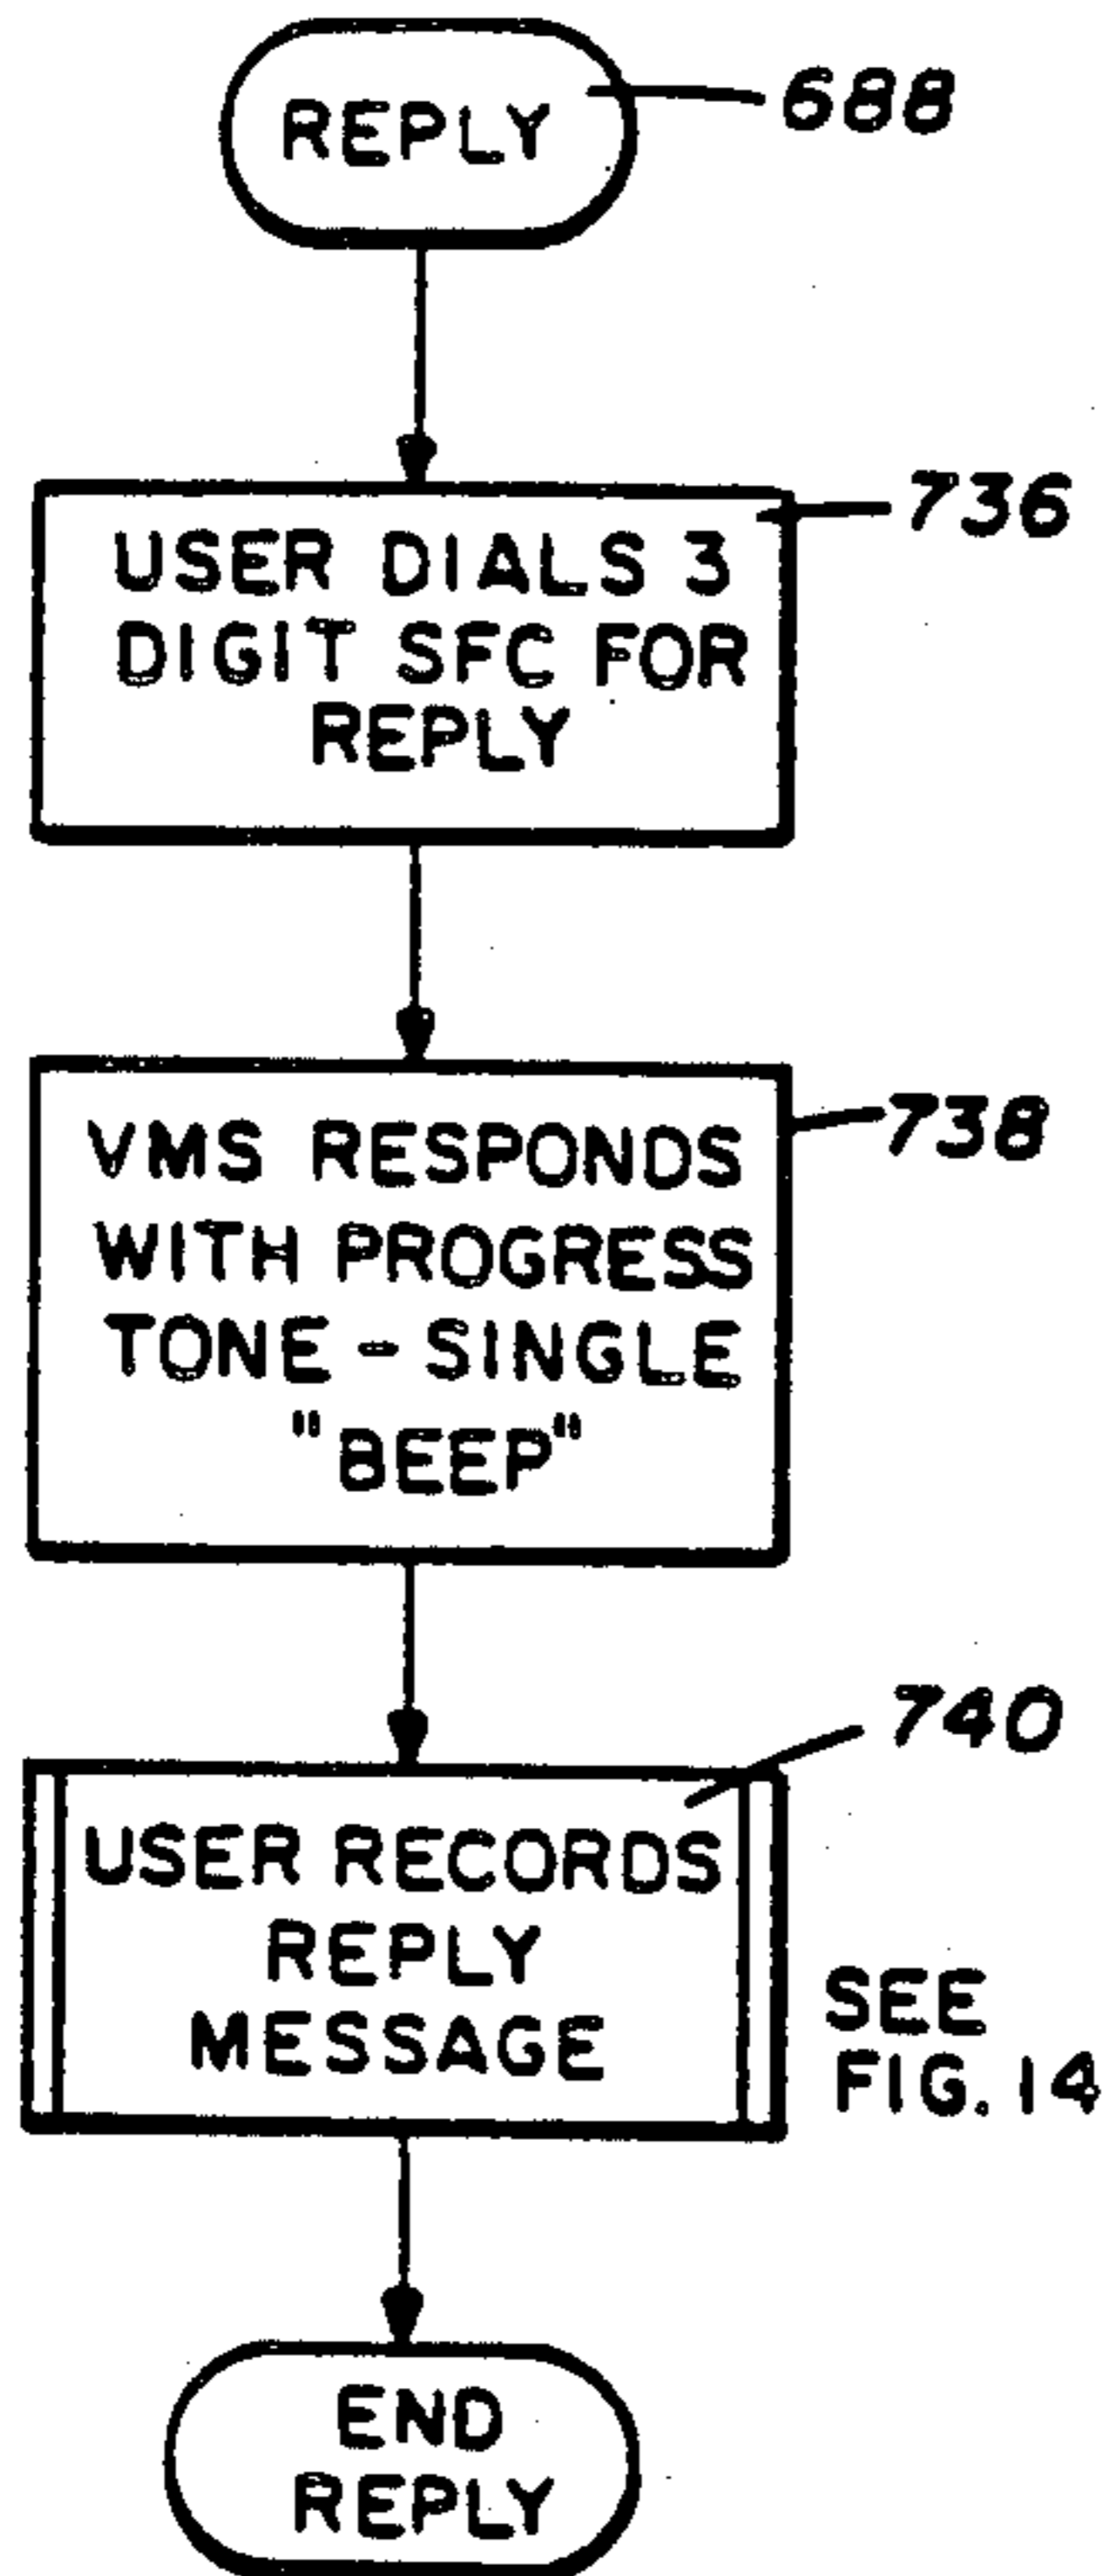 REPLY
688
736
USER DIALS 3
DIGIT SFC FOR
REPLY
738
VMS RESPONDS
WITH PROGRESS
TONE - SINGLE
"BEEP"
740
USER RECORDS
REPLY
MESSAGE
SEE
FIG. 14
END
REPLY